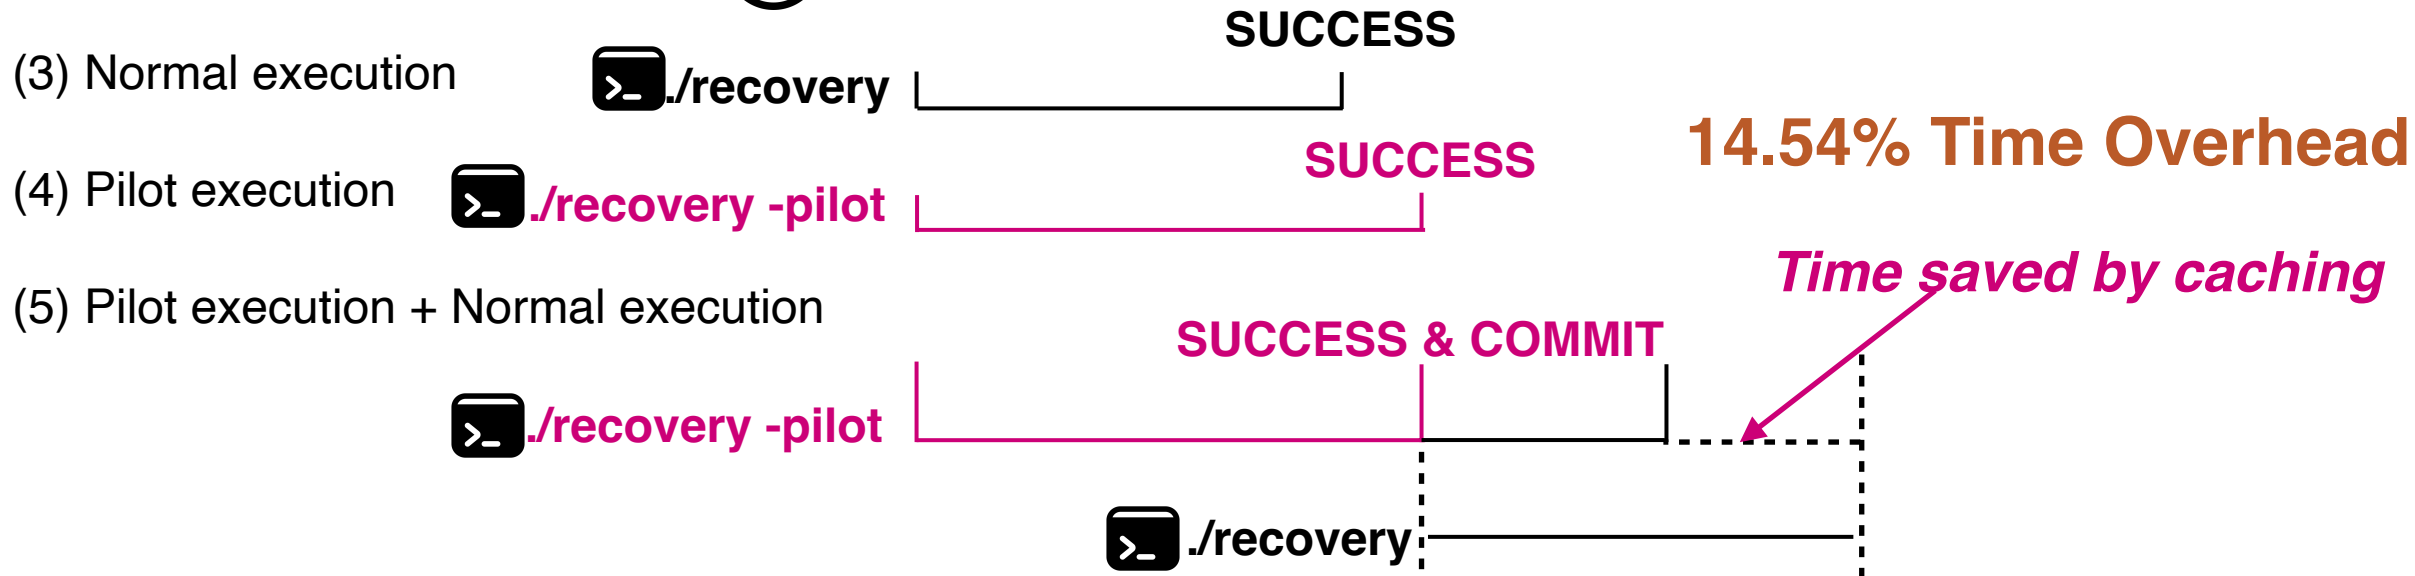 SUCCESS
(3) Normal execution >_ ./recovery
14.54% Time Overhead
SUCCESS
(4) Pilot execution >_ ./recovery -pilot
Time saved by caching
(5) Pilot execution + Normal execution
SUCCESS & COMMIT
>_ ./recovery -pilot
>_ ./recovery